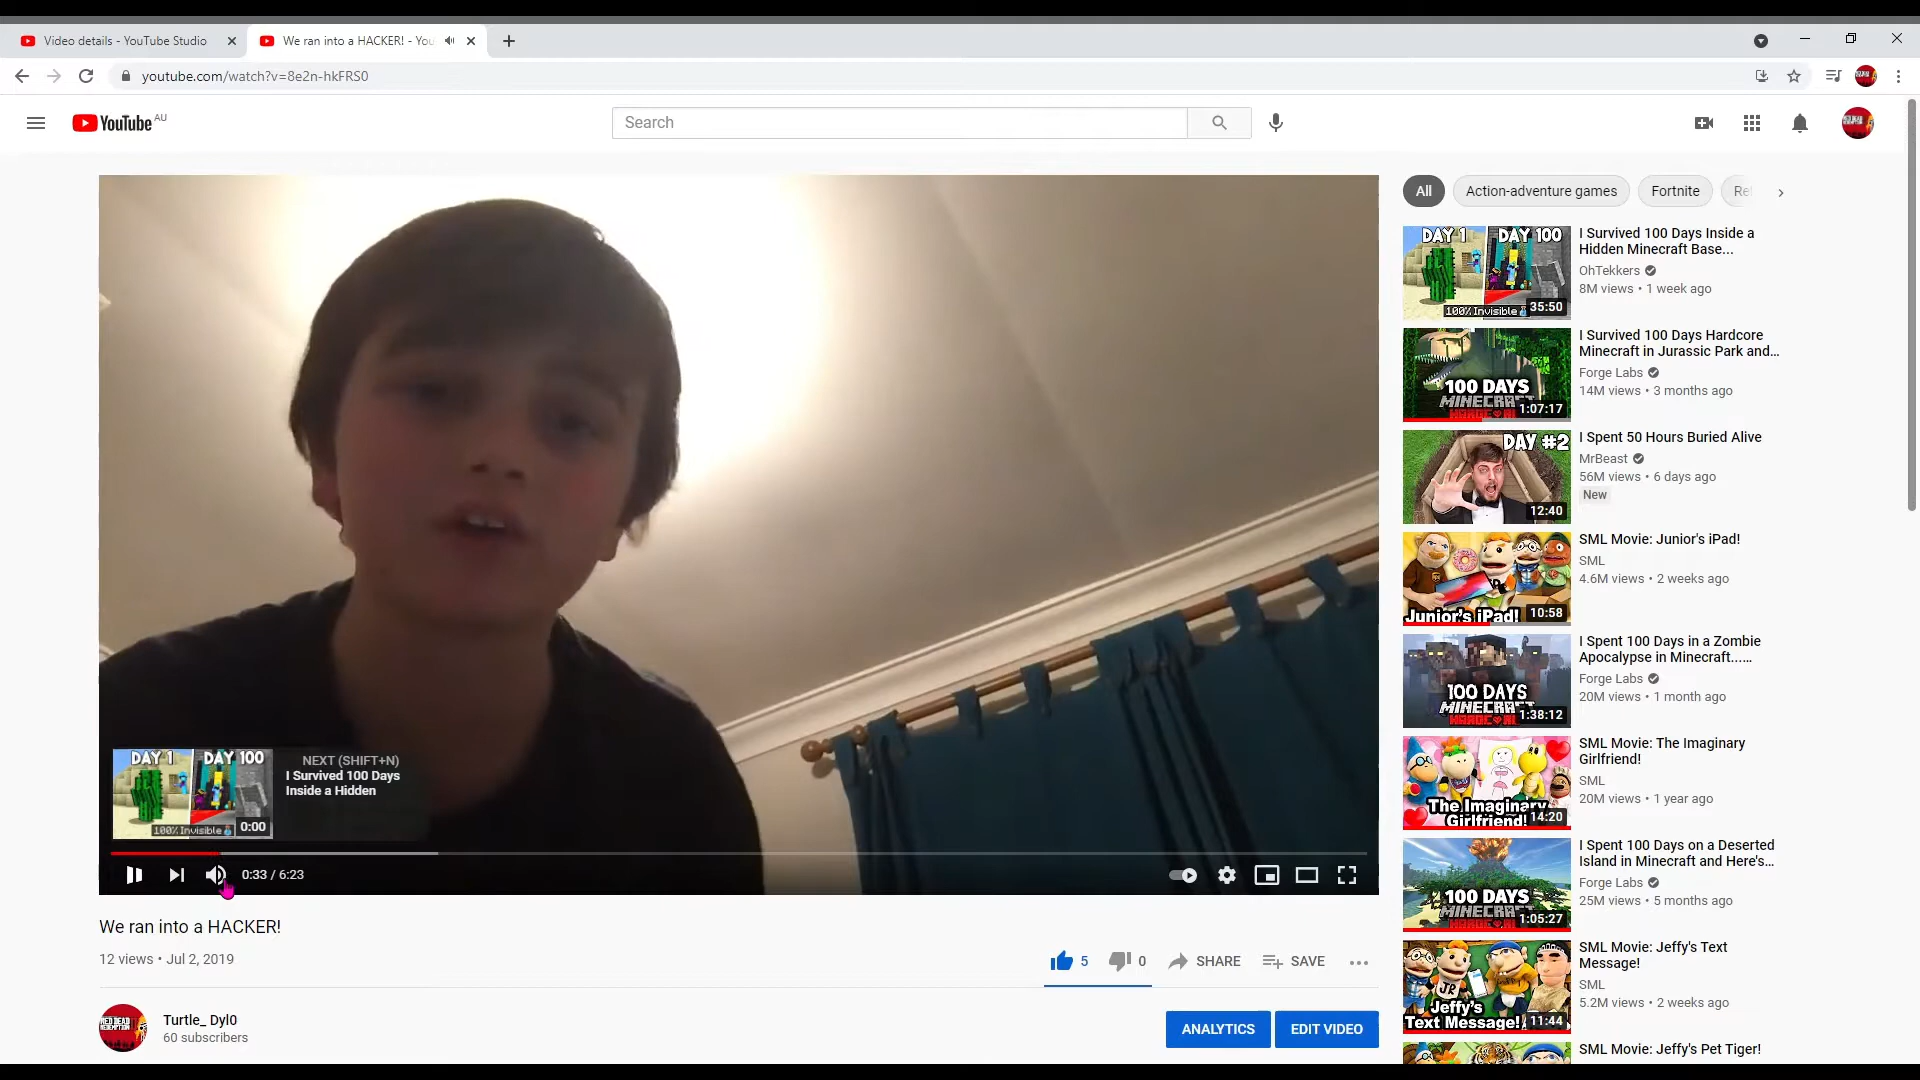 Video details - YouTube Studio
We ran into a HACKER! - You
youtube.com/watch?v=8e2n-hkFRS0
YouTube AU
Search
All
Action-adventure games
Fortnite
DAY 1 DAY 100
100% Invisible
35:50
I Survived 100 Days Inside a
Hidden Minecraft Base...
OhTekkers
8M views • 1 week ago
100 DAYS
MINECRAFT
1:07:17
I Survived 100 Days Hardcore
Minecraft in Jurassic Park and...
Forge Labs
14M views • 3 months ago
DAY #2
12:40
I Spent 50 Hours Buried Alive
MrBeast
56M views • 6 days ago
New
Junior's iPad!
10:58
SML Movie: Junior's iPad!
SML
4.6M views • 2 weeks ago
100 DAYS
MINECRAFT
1:38:12
I Spent 100 Days in a Zombie
Apocalypse in Minecraft......
Forge Labs
20M views • 1 month ago
The Imaginary
Girlfriend!
14:20
SML Movie: The Imaginary
Girlfriend!
SML
20M views • 1 year ago
100 DAYS
MINECRAFT
1:05:27
I Spent 100 Days on a Deserted
Island in Minecraft and Here's...
Forge Labs
25M views • 5 months ago
JR
Jeffy's
Text Message!
11:44
SML Movie: Jeffy's Text
Message!
SML
5.2M views • 2 weeks ago
SML Movie: Jeffy's Pet Tiger!
DAY 1 DAY 100
100% Invisible
0:00
NEXT (SHIFT+N)
I Survived 100 Days
Inside a Hidden
0:33 / 6:23
We ran into a HACKER!
12 views • Jul 2, 2019
5
0
SHARE
SAVE
Turtle_ Dyl0
60 subscribers
ANALYTICS
EDIT VIDEO